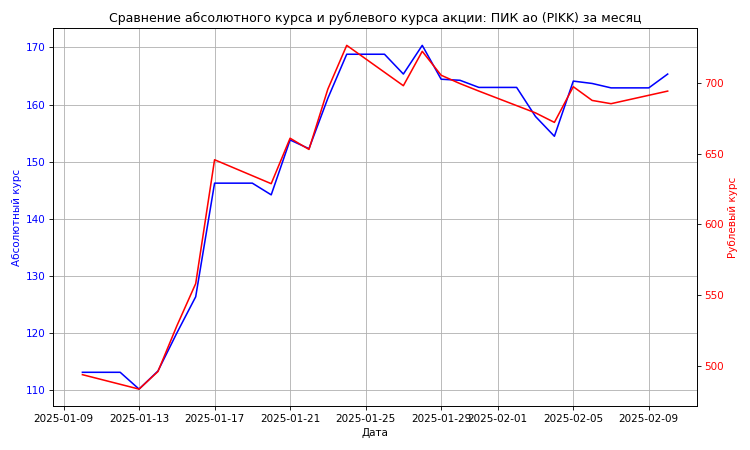 Сравнение абсолютного курса и рублевого курса акции: ПИК ао (PIKK) за месяц
170
160
150
140
130
120
110
Абсолютный курс
700
650
600
550
500
Рублевый курс
2025-01-09 2025-01-13 2025-01-17 2025-01-21 2025-01-25 2025-01-29 2025-02-01 2025-02-05 2025-02-09
Дата